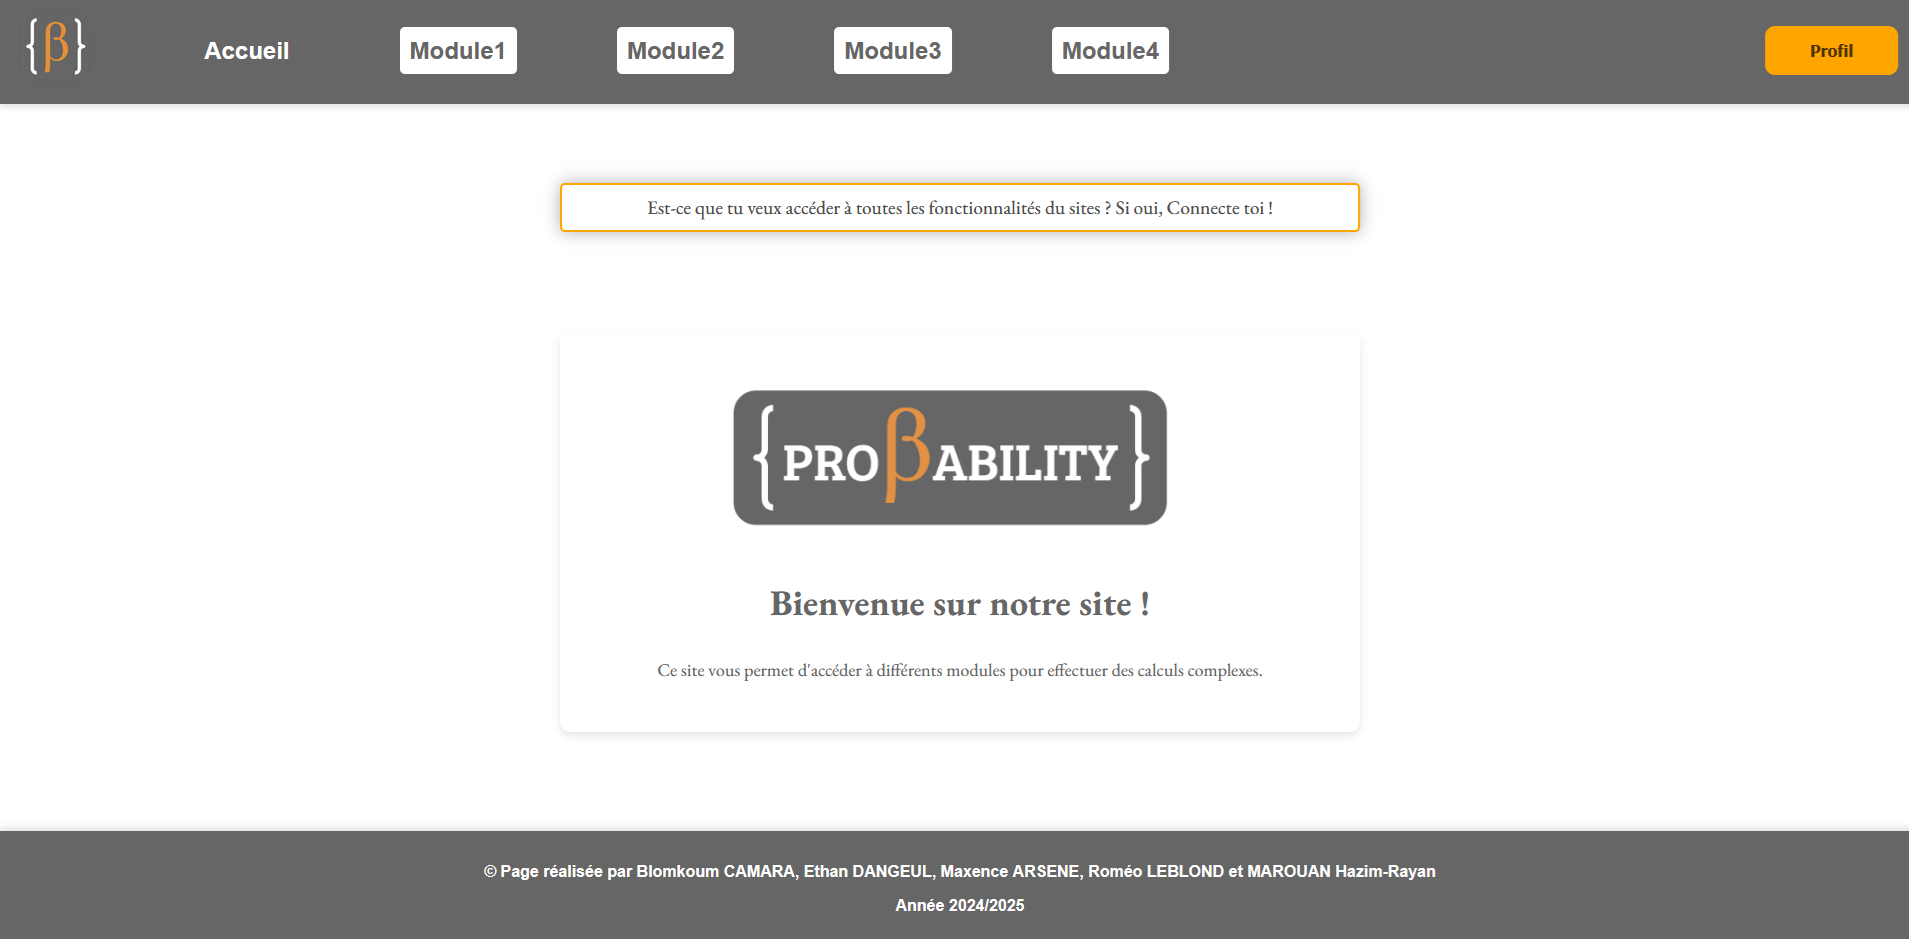 {β}
Accueil
Module1
Module2
Module3
Module4
Profil
Est-ce que tu veux accéder à toutes les fonctionnalités du sites ? Si oui, Connecte toi !
{PROβABILITY}
Bienvenue sur notre site !
Ce site vous permet d'accéder à différents modules pour effectuer des calculs complexes.
© Page réalisée par Blomkoum CAMARA, Ethan DANGEUL, Maxence ARSENE, Roméo LEBLOND et MAROUAN Hazim-Rayan
Année 2024/2025